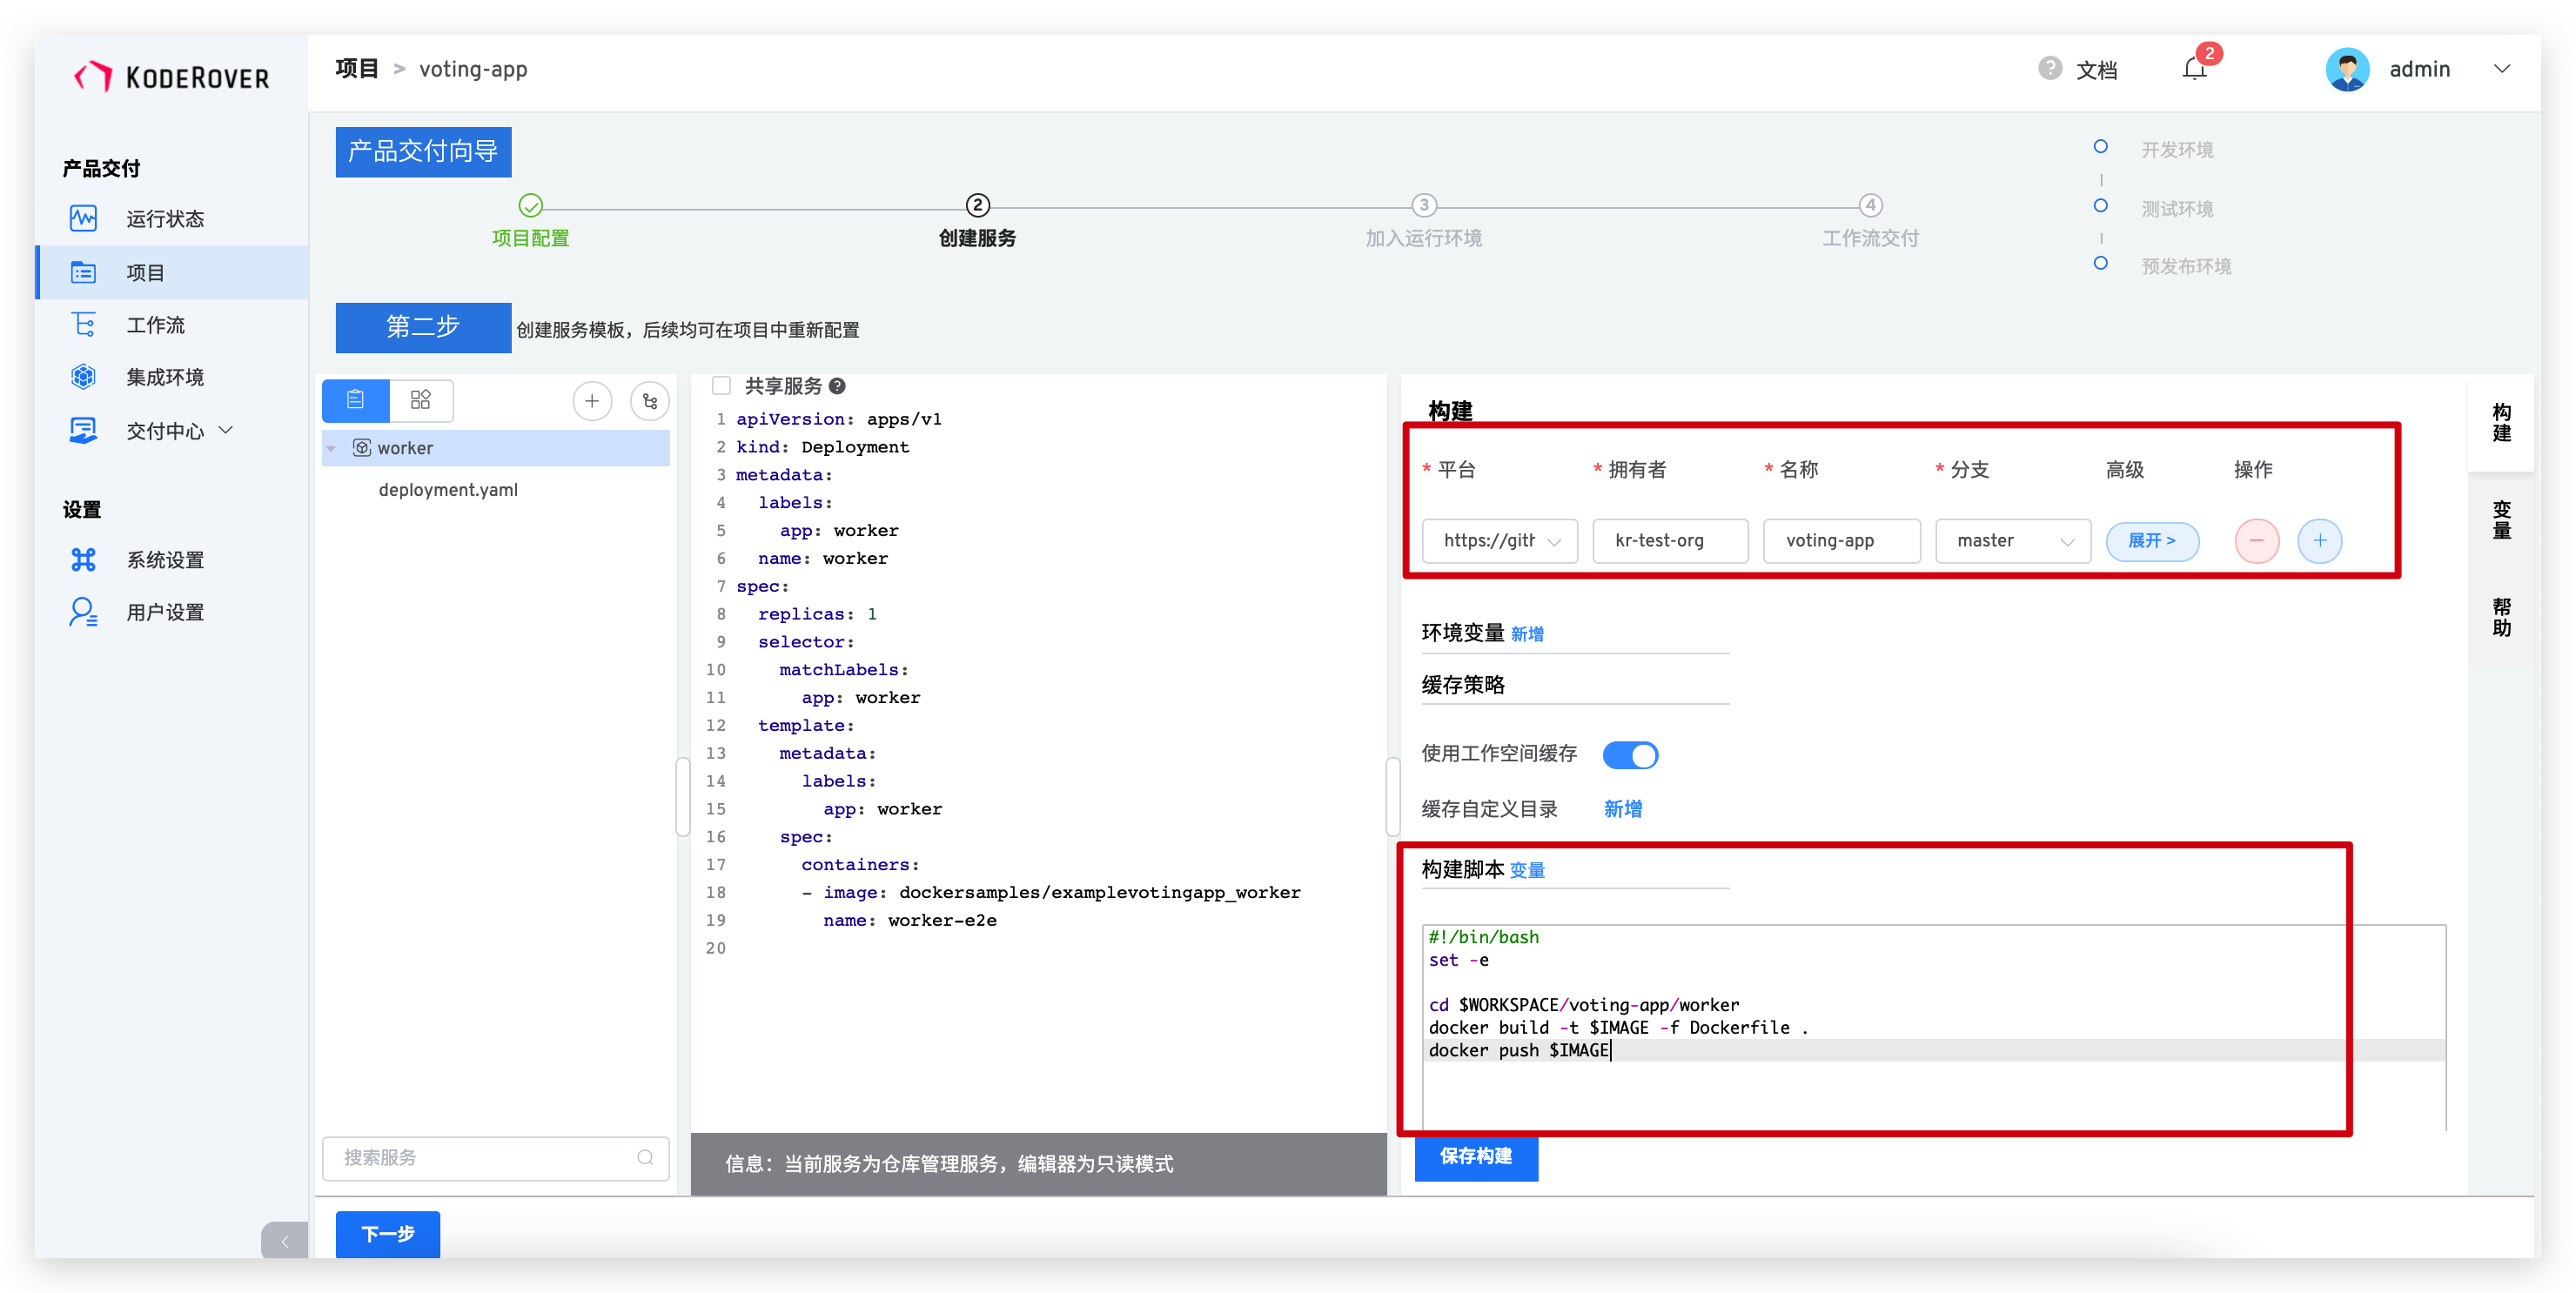 KODEROVER
项目 > voting-app
? 文档
2
admin
产品交付
运行状态
项目
工作流
集成环境
交付中心
设置
系统设置
用户设置
产品交付向导
项目配置
2
创建服务
3
加入运行环境
4
工作流交付
开发环境
测试环境
预发布环境
第二步
创建服务模板，后续均可在项目中重新配置
worker
deployment.yaml
搜索服务
共享服务 ?
1 apiVersion: apps/v1
2 kind: Deployment
3 metadata:
4   labels:
5     app: worker
6   name: worker
7 spec:
8   replicas: 1
9   selector:
10     matchLabels:
11       app: worker
12   template:
13     metadata:
14       labels:
15         app: worker
16     spec:
17       containers:
18       - image: dockersamples/examplevotingapp_worker
19         name: worker-e2e
20
信息：当前服务为仓库管理服务，编辑器为只读模式
构建
* 平台 * 拥有者 * 名称 * 分支 高级 操作
https://gith kr-test-org voting-app master 展开 > − +
环境变量 新增
缓存策略
使用工作空间缓存
缓存自定义目录 新增
构建脚本 变量
#!/bin/bash
set -e
cd $WORKSPACE/voting-app/worker
docker build -t $IMAGE -f Dockerfile .
docker push $IMAGE
保存构建
构建
变量
帮助
下一步